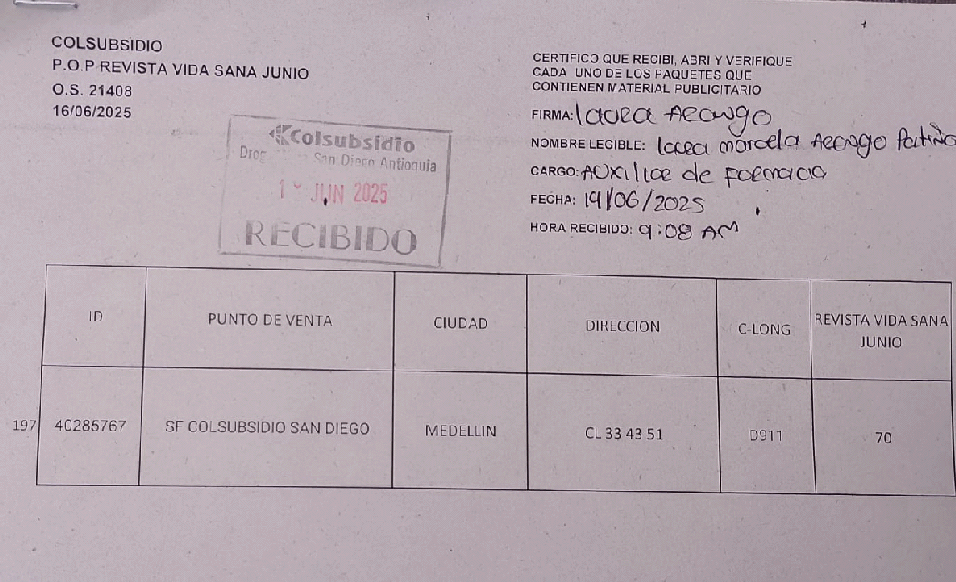 COLSUBSIDIO
P.O.P REVISTA VIDA SANA JUNIO
O.S. 21408
16/06/2025
Colsubsidio
San Diego Antioquia
JUN 2025
RECIBIDO
CERTIFICO QUE RECIBI, ABRI Y VERIFIQUE
CADA UNO DE LOS PAQUETES QUE
CONTIENEN MATERIAL PUBLICITARIO
FIRMA: Laura Arango
NOMBRE LEGIBLE: Laura marcela Arango Patiño
CARGO: Auxiliar de farmacia
FECHA: 19/06/2025
HORA RECIBIDO: 9:08 AM
ID PUNTO DE VENTA CIUDAD DIRECCION C-LONG REVISTA VIDA SANA JUNIO
197 40285767 SF COLSUBSIDIO SAN DIEGO MEDELLIN CL 33 43 51 D911 70